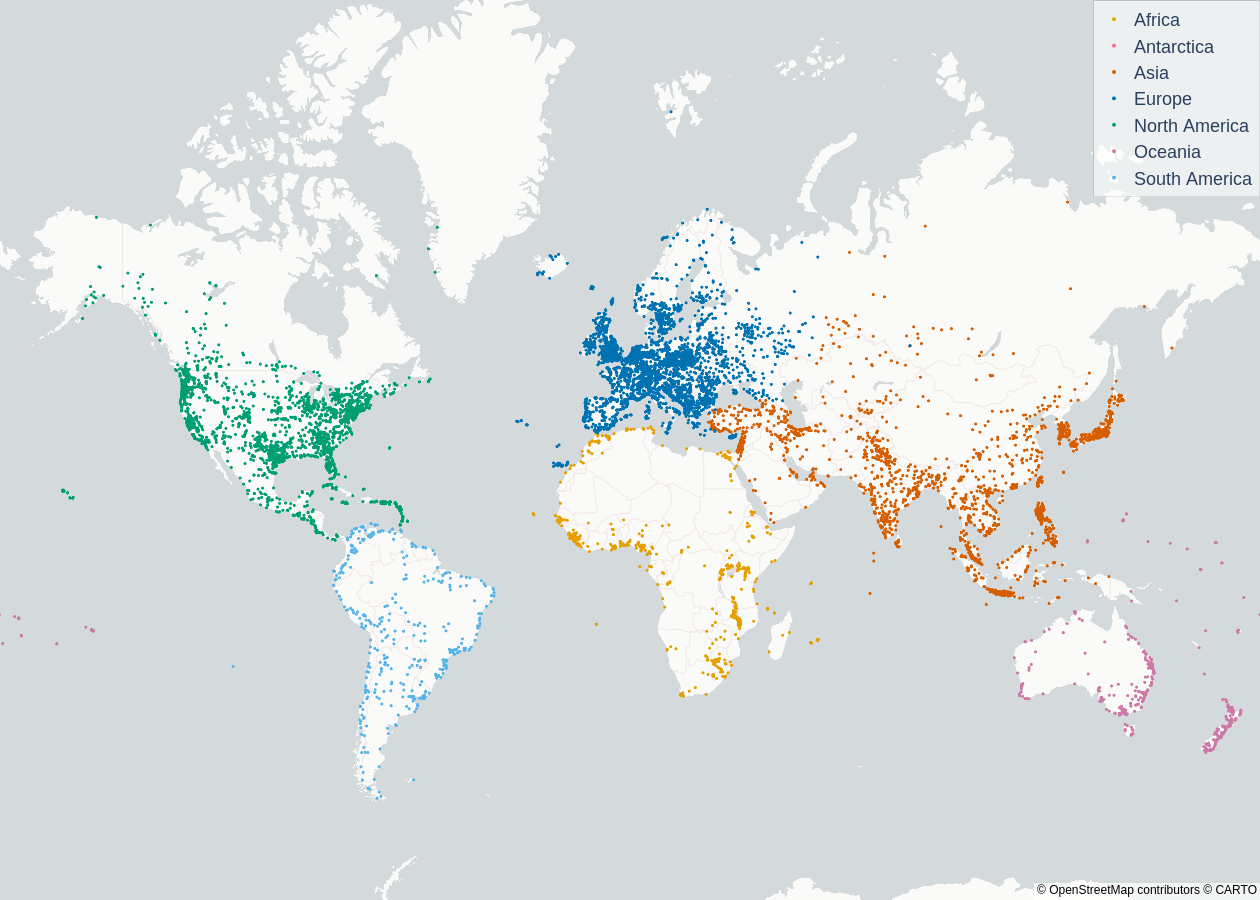 Africa
Antarctica
Asia
Europe
North America
Oceania
South America
© OpenStreetMap contributors © CARTO